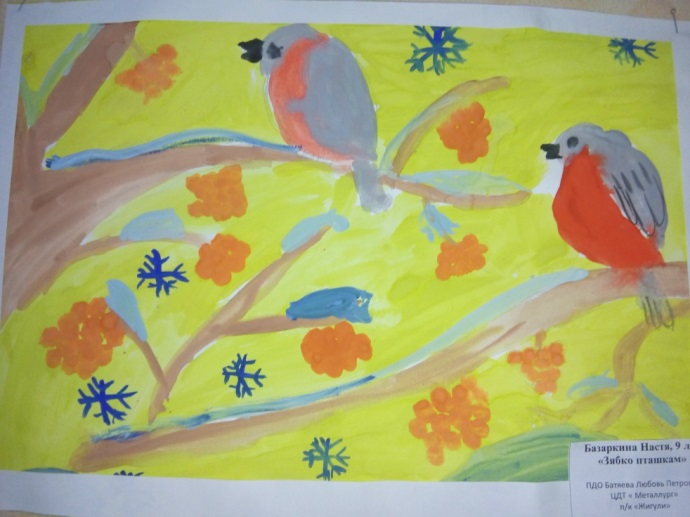 Базаркина Настя, 9 л
«Зябко пташкам»
ПДО Батяева Любовь Петров
ЦДТ « Металлург»
п/к «Жигули»